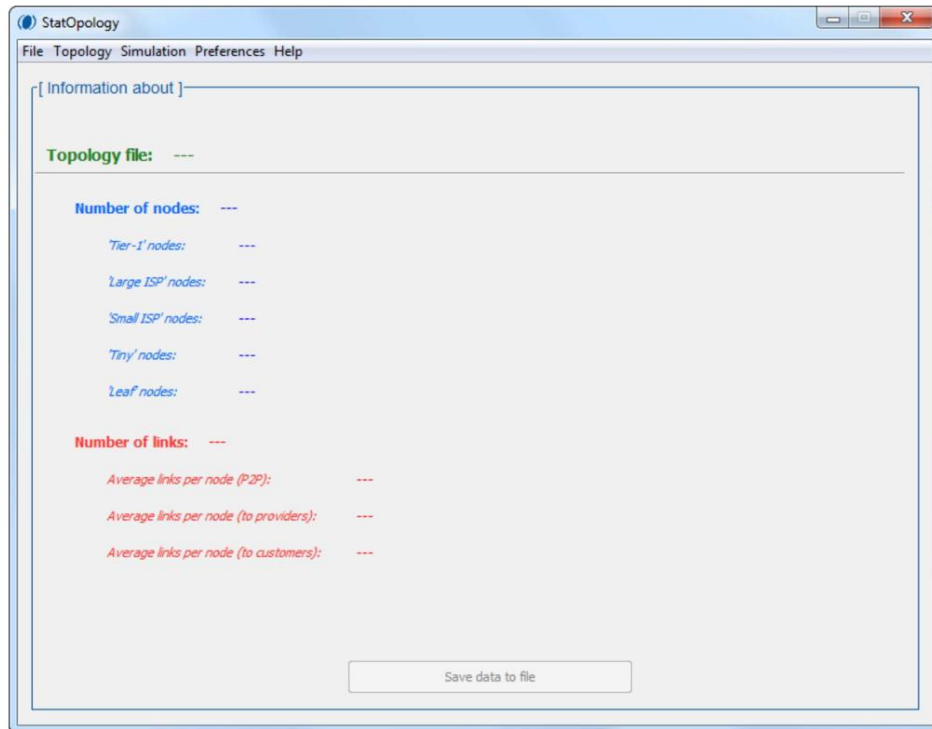 StatOpology
File Topology Simulation Preferences Help
[ Information about ]
Topology file: ---
Number of nodes: ---
'Tier-1' nodes: ---
'Large ISP' nodes: ---
'Small ISP' nodes: ---
'Tiny' nodes: ---
'Leaf' nodes: ---
Number of links: ---
Average links per node (P2P): ---
Average links per node (to providers): ---
Average links per node (to customers): ---
Save data to file